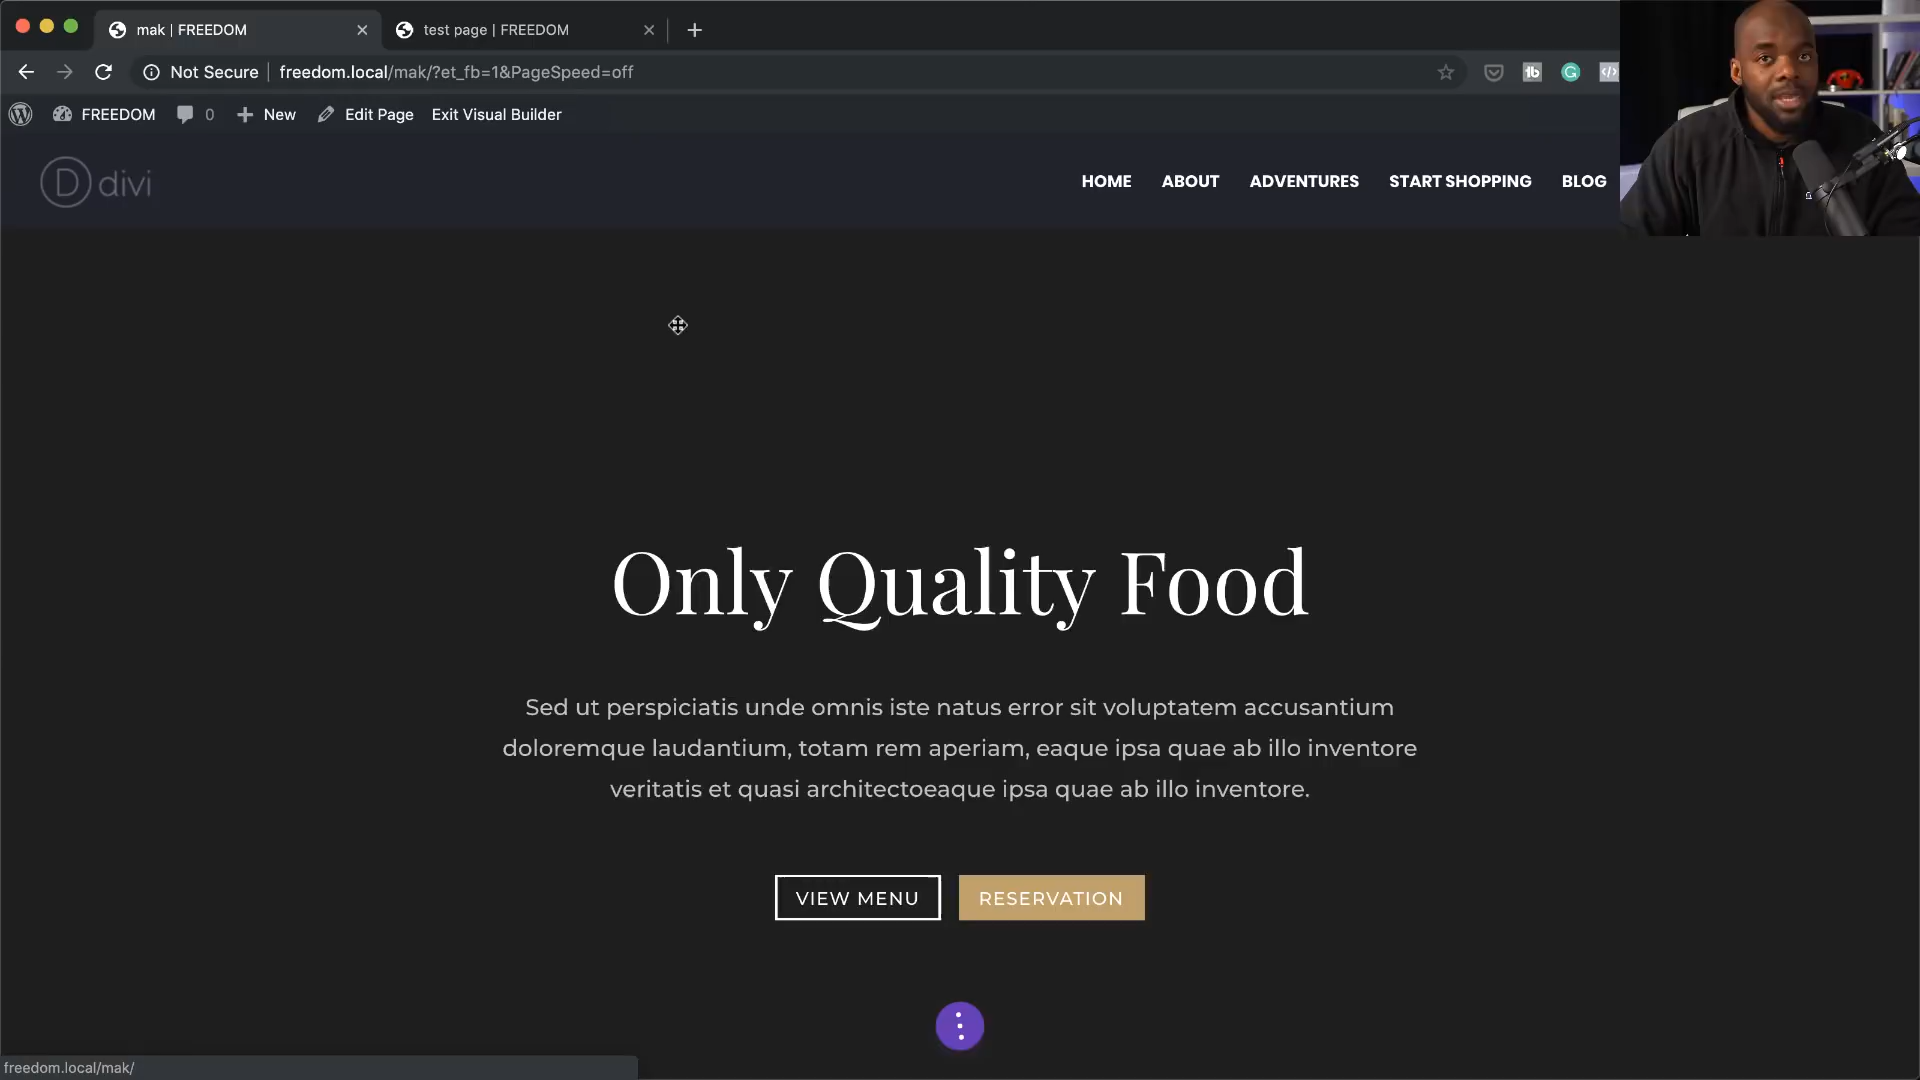 mak | FREEDOM
test page | FREEDOM
Not Secure
freedom.local/mak/?et_fb=1&PageSpeed=off
tb
G
</>
FREEDOM
0
New
Edit Page
Exit Visual Builder
D divi
HOME
ABOUT
ADVENTURES
START SHOPPING
BLOG
Only Quality Food
Sed ut perspiciatis unde omnis iste natus error sit voluptatem accusantium
doloremque laudantium, totam rem aperiam, eaque ipsa quae ab illo inventore
veritatis et quasi architectoeaque ipsa quae ab illo inventore.
VIEW MENU
RESERVATION
freedom.local/mak/